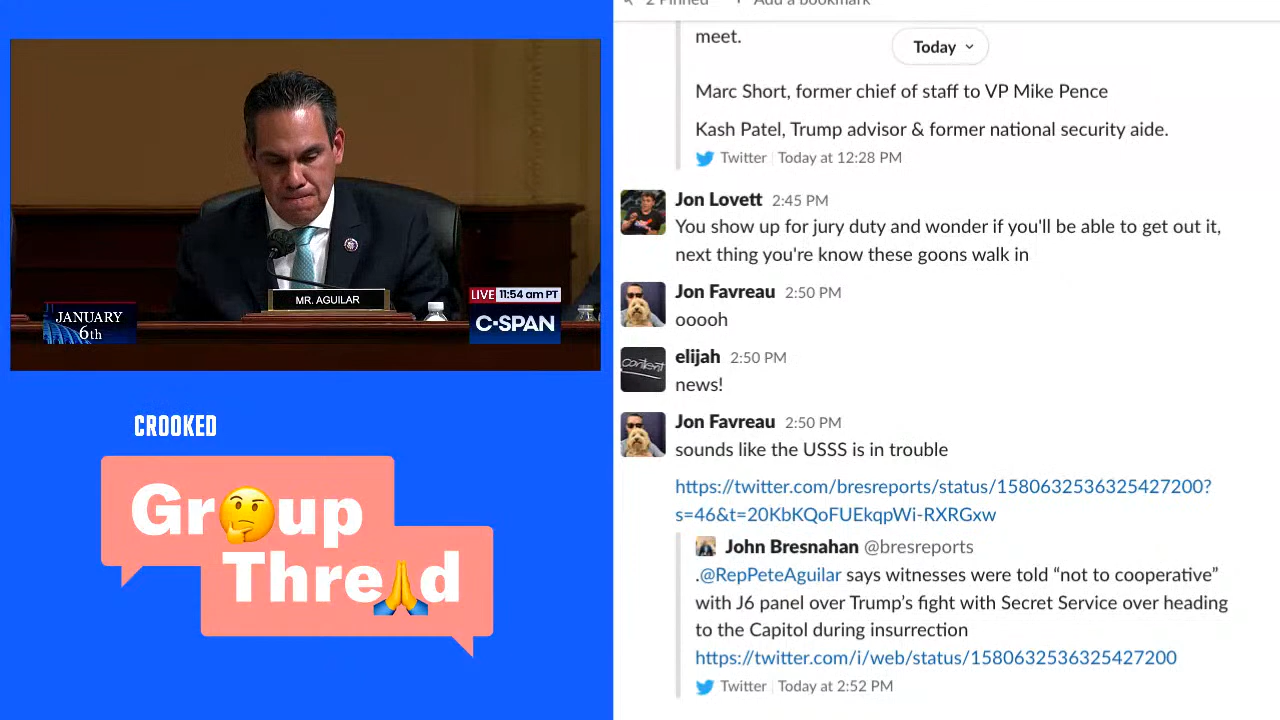 MR. AGUILAR
LIVE 11:54 am PT
C-SPAN
JANUARY
6th
CROOKED
Gr🤔up
Thre🙏d
2 Pinned + Add a bookmark
meet.
Today
Marc Short, former chief of staff to VP Mike Pence
Kash Patel, Trump advisor & former national security aide.
Twitter | Today at 12:28 PM
Jon Lovett 2:45 PM
You show up for jury duty and wonder if you'll be able to get out it,
next thing you're know these goons walk in
Jon Favreau 2:50 PM
ooooh
content
elijah 2:50 PM
news!
Jon Favreau 2:50 PM
sounds like the USSS is in trouble
https://twitter.com/bresreports/status/1580632536325427200?
s=46&t=20KbKQoFUEkqpWi-RXRGxw
John Bresnahan @bresreports
.@RepPeteAguilar says witnesses were told “not to cooperative”
with J6 panel over Trump’s fight with Secret Service over heading
to the Capitol during insurrection
https://twitter.com/i/web/status/1580632536325427200
Twitter | Today at 2:52 PM